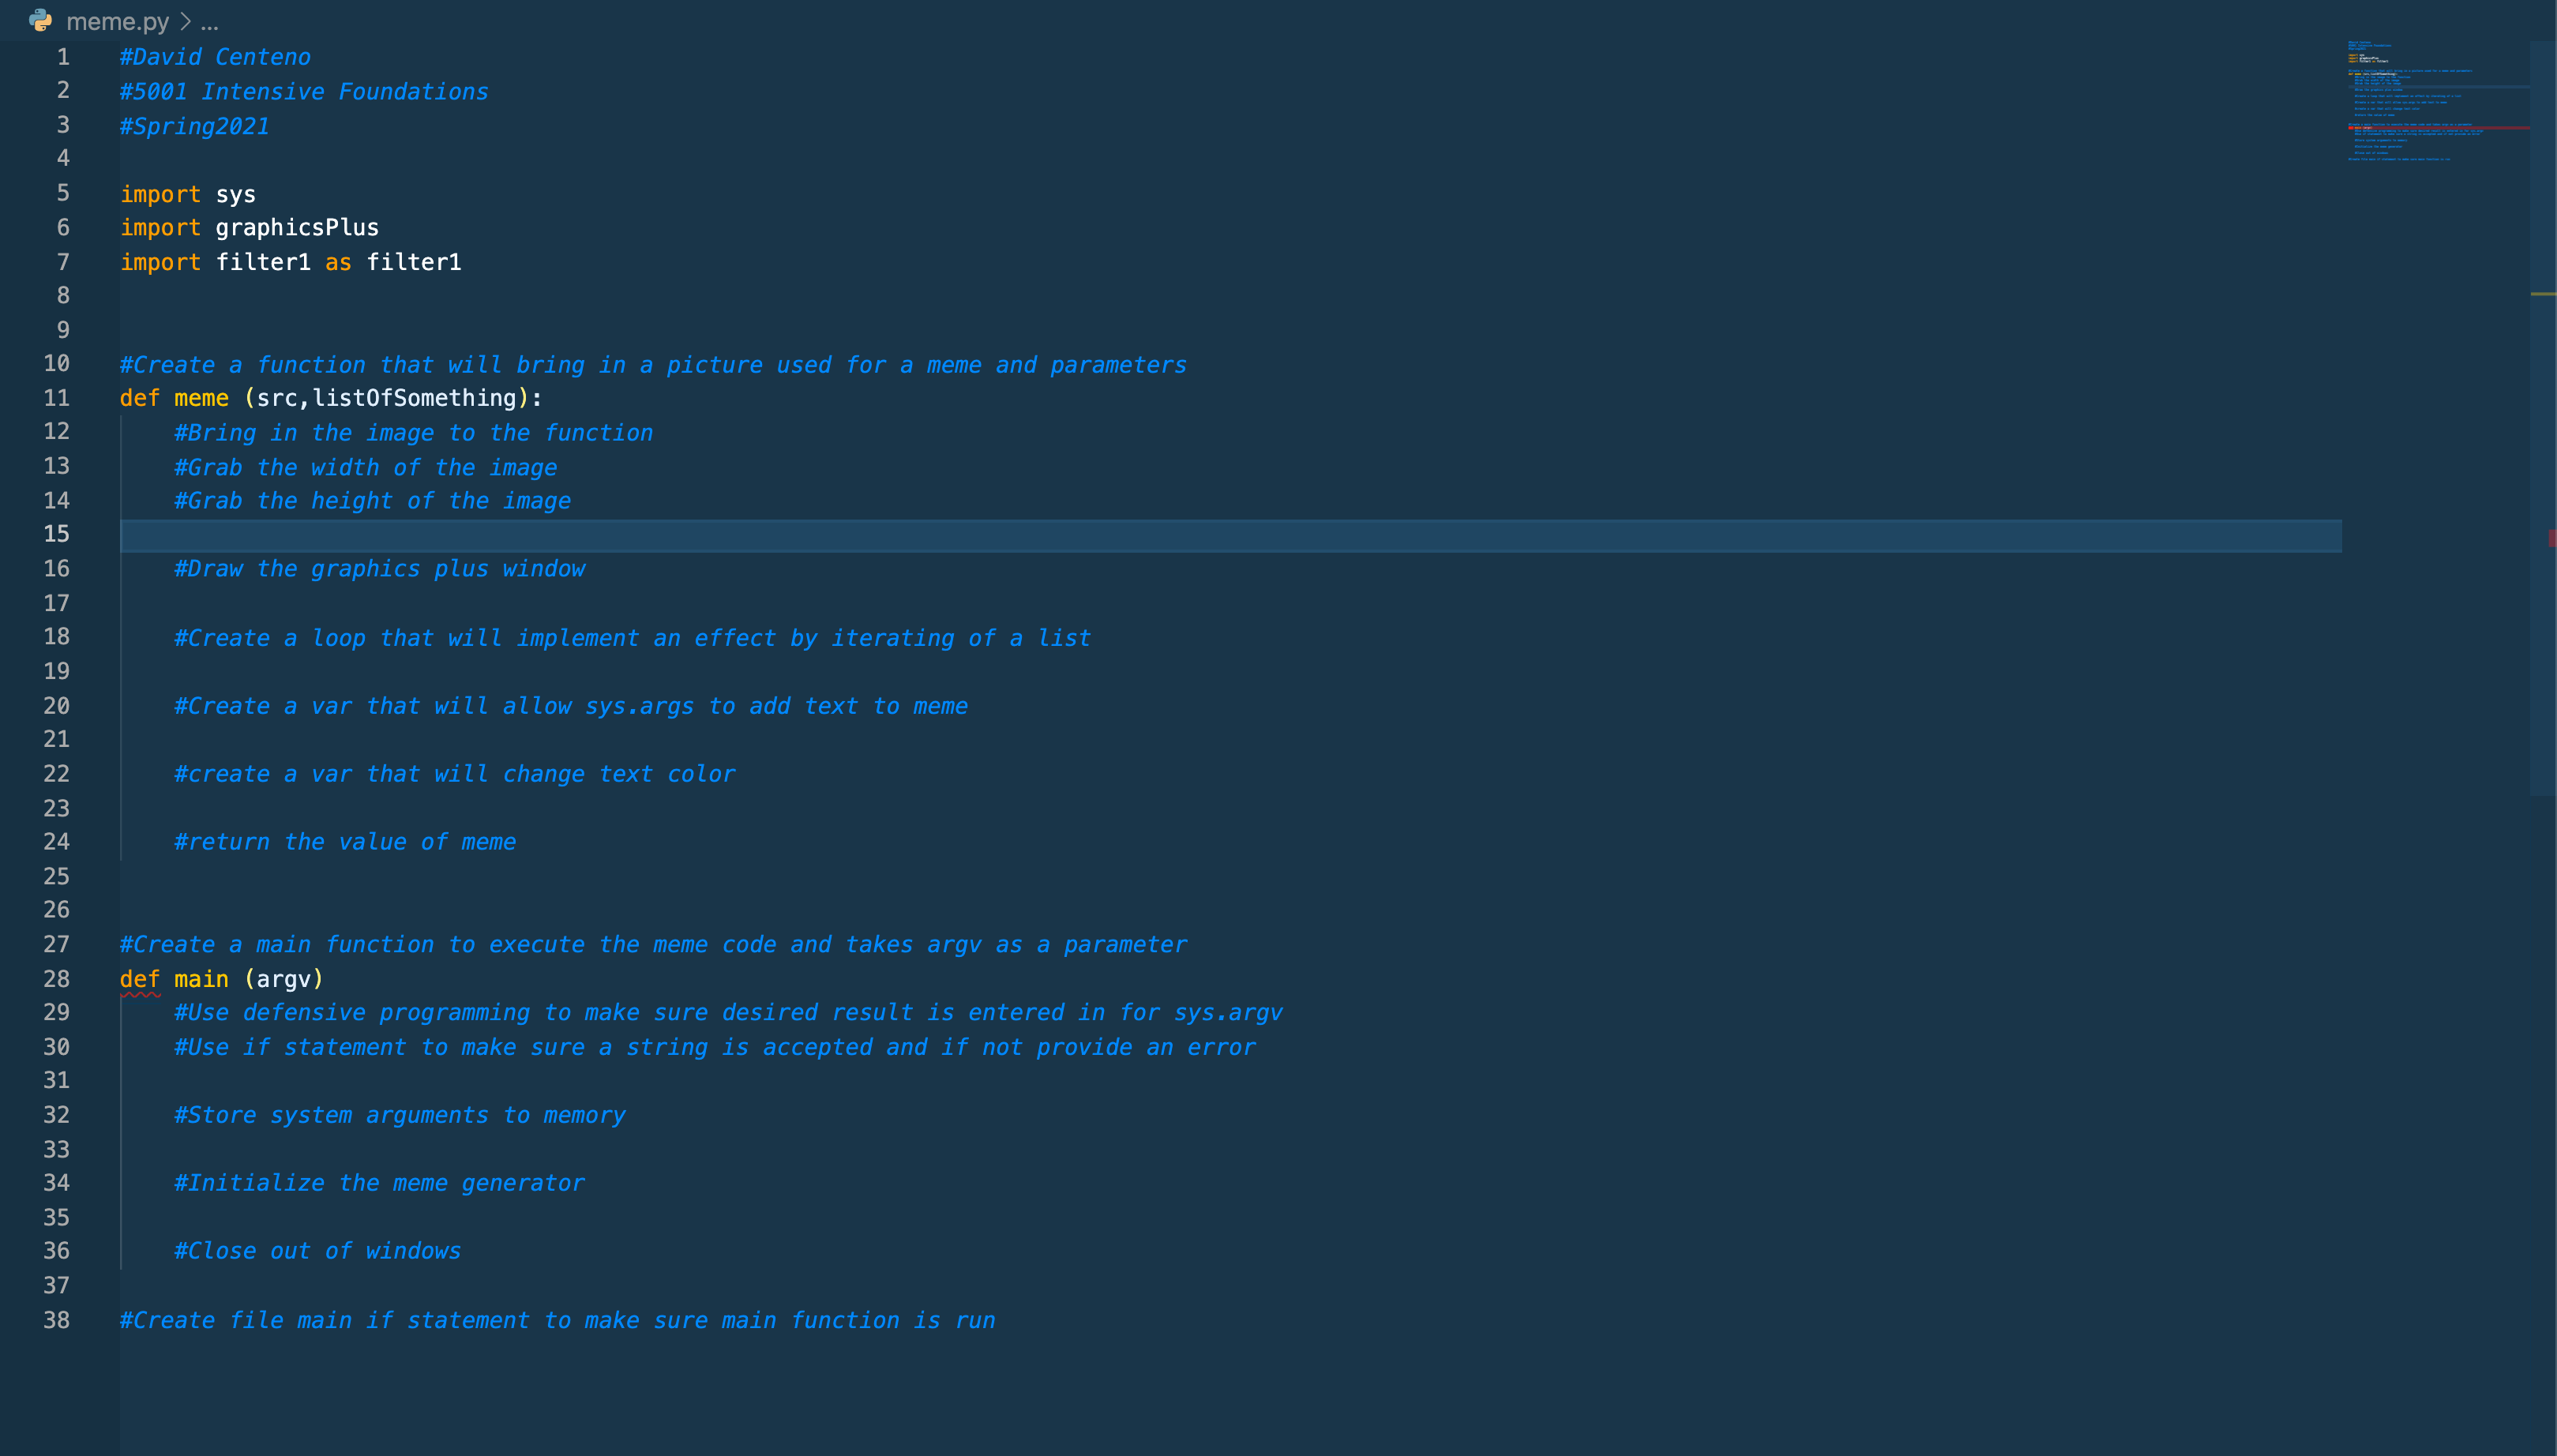 meme.py > ...
1 #David Centeno
2 #5001 Intensive Foundations
3 #Spring2021
4
5 import sys
6 import graphicsPlus
7 import filter1 as filter1
8
9
10 #Create a function that will bring in a picture used for a meme and parameters
11 def meme (src,listOfSomething):
12     #Bring in the image to the function
13     #Grab the width of the image
14     #Grab the height of the image
15
16     #Draw the graphics plus window
17
18     #Create a loop that will implement an effect by iterating of a list
19
20     #Create a var that will allow sys.args to add text to meme
21
22     #create a var that will change text color
23
24     #return the value of meme
25
26
27 #Create a main function to execute the meme code and takes argv as a parameter
28 def main (argv)
29     #Use defensive programming to make sure desired result is entered in for sys.argv
30     #Use if statement to make sure a string is accepted and if not provide an error
31
32     #Store system arguments to memory
33
34     #Initialize the meme generator
35
36     #Close out of windows
37
38 #Create file main if statement to make sure main function is run